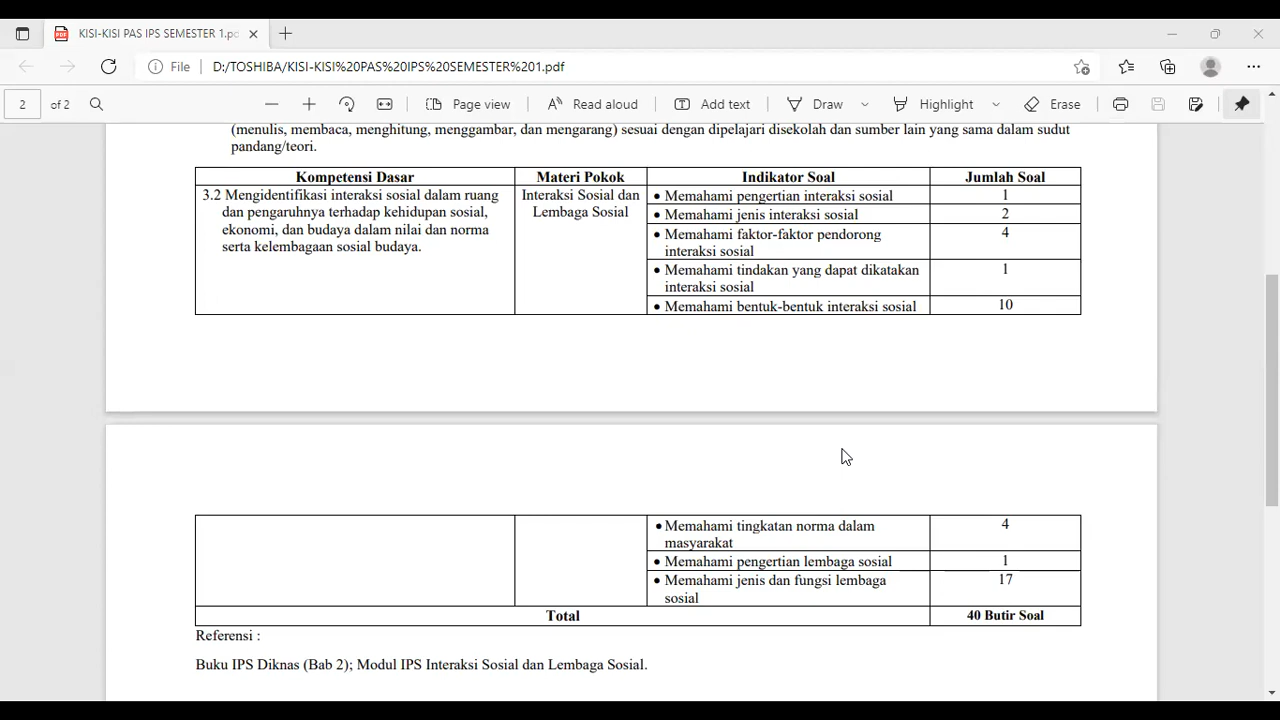 KISI-KISI PAS IPS SEMESTER 1.pd
File D:/TOSHIBA/KISI-KISI%20PAS%20IPS%20SEMESTER%201.pdf
2 of 2 Page view Read aloud Add text Draw Highlight Erase
(menulis, membaca, menghitung, menggambar, dan mengarang) sesuai dengan dipelajari disekolah dan sumber lain yang sama dalam sudut
pandang/teori.
Kompetensi Dasar Materi Pokok Indikator Soal Jumlah Soal
3.2 Mengidentifikasi interaksi sosial dalam ruang
dan pengaruhnya terhadap kehidupan sosial,
ekonomi, dan budaya dalam nilai dan norma
serta kelembagaan sosial budaya.
Interaksi Sosial dan
Lembaga Sosial
• Memahami pengertian interaksi sosial 1
• Memahami jenis interaksi sosial 2
• Memahami faktor-faktor pendorong 4
interaksi sosial
• Memahami tindakan yang dapat dikatakan 1
interaksi sosial
• Memahami bentuk-bentuk interaksi sosial 10
• Memahami tingkatan norma dalam 4
masyarakat
• Memahami pengertian lembaga sosial 1
• Memahami jenis dan fungsi lembaga 17
sosial
Total 40 Butir Soal
Referensi :
Buku IPS Diknas (Bab 2); Modul IPS Interaksi Sosial dan Lembaga Sosial.